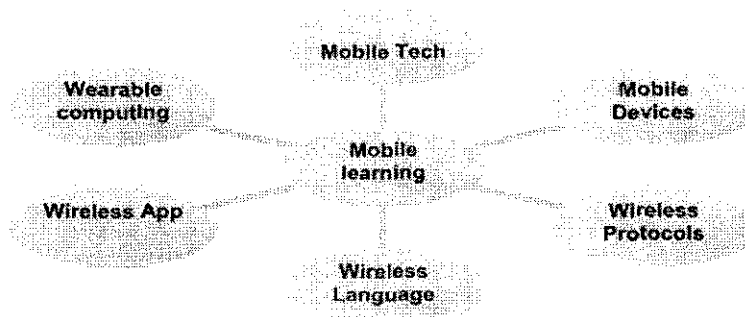 Mobile Tech
Wearable
computing
Mobile
Devices
Mobile
learning
Wireless App
Wireless
Protocols
Wireless
Language